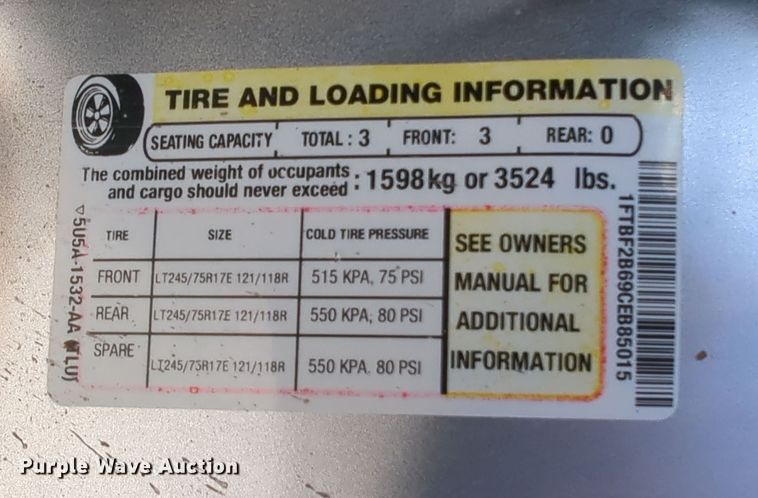 TIRE AND LOADING INFORMATION
SEATING CAPACITY TOTAL : 3 FRONT: 3 REAR: 0
The combined weight of occupants
and cargo should never exceed : 1598kg or 3524 lbs.
TIRE SIZE COLD TIRE PRESSURE
FRONT LT245/75R17E 121/118R 515 KPA, 75 PSI
REAR LT245/75R17E 121/118R 550 KPA, 80 PSI
SPARE LT245/75R17E 121/118R 550 KPA. 80 PSI
SEE OWNERS
MANUAL FOR
ADDITIONAL
INFORMATION
5U5A-1532-AA (TLU)
1FTBF2B69CEB85015
Purple Wave Auction